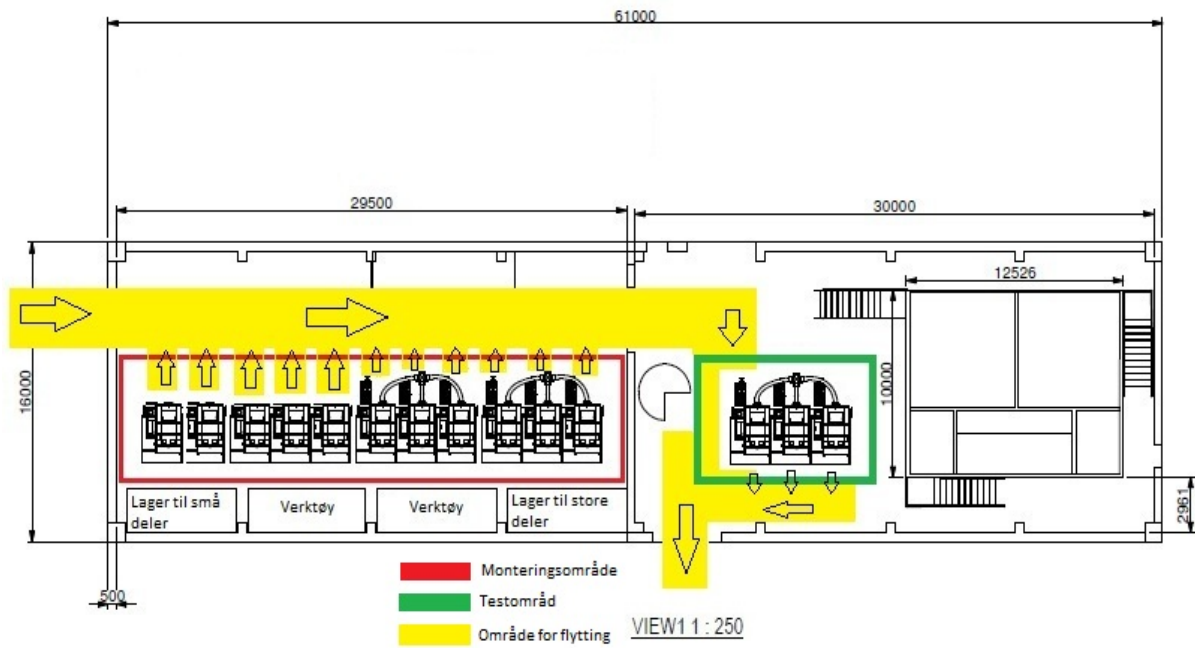 61000
29500
30000
12526
16000
10000
2961
Lager til små
deler
Verktøy
Verktøy
Lager til store
deler
500
Monteringsområde
Testområd
Område for flytting
VIEW1 1 : 250